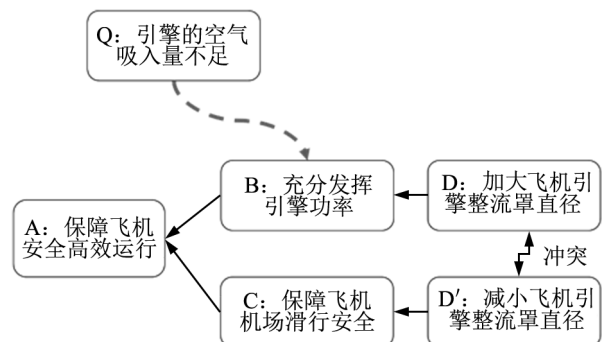 Q：引擎的空气
吸入量不足
B：充分发挥
引擎功率
D：加大飞机引
擎整流罩直径
A：保障飞机
安全高效运行
冲突
C：保障飞机
机场滑行安全
D′：减小飞机引
擎整流罩直径